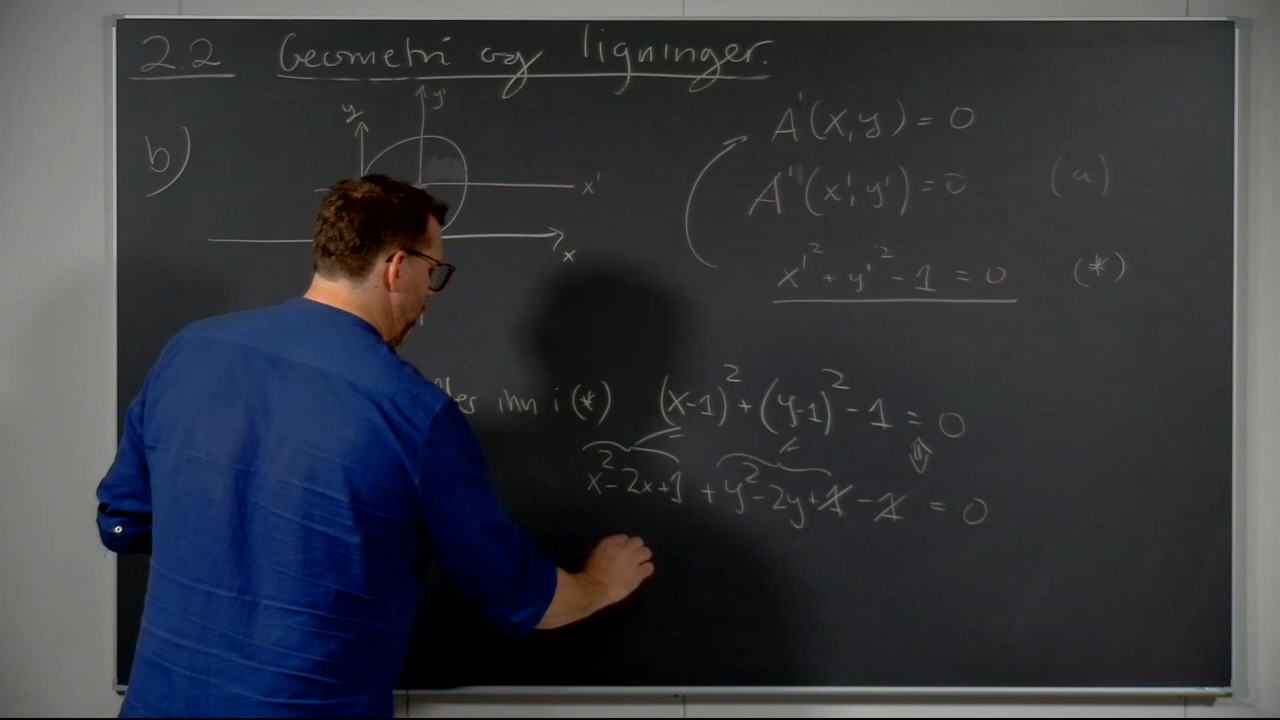 2.2 Geometri og ligninger.
b)
y
y'
x'
x
A'(x,y) = 0
A''(x',y') = 0 (a)
x'² + y'² - 1 = 0 (*)
inn i (*) (x-1)² + (y-1)² - 1 = 0
⇕
x² - 2x + 1 + y² - 2y + 1 - 1 = 0